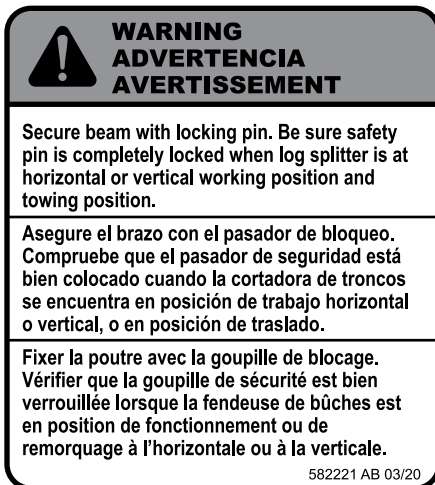 WARNING
ADVERTENCIA
AVERTISSEMENT
Secure beam with locking pin. Be sure safety
pin is completely locked when log splitter is at
horizontal or vertical working position and
towing position.
Asegure el brazo con el pasador de bloqueo.
Compruebe que el pasador de seguridad está
bien colocado cuando la cortadora de troncos
se encuentra en posición de trabajo horizontal
o vertical, o en posición de traslado.
Fixer la poutre avec la goupille de blocage.
Vérifier que la goupille de sécurité est bien
verrouillée lorsque la fendeuse de bûches est
en position de fonctionnement ou de
remorquage à l'horizontale ou à la verticale.
582221 AB 03/20